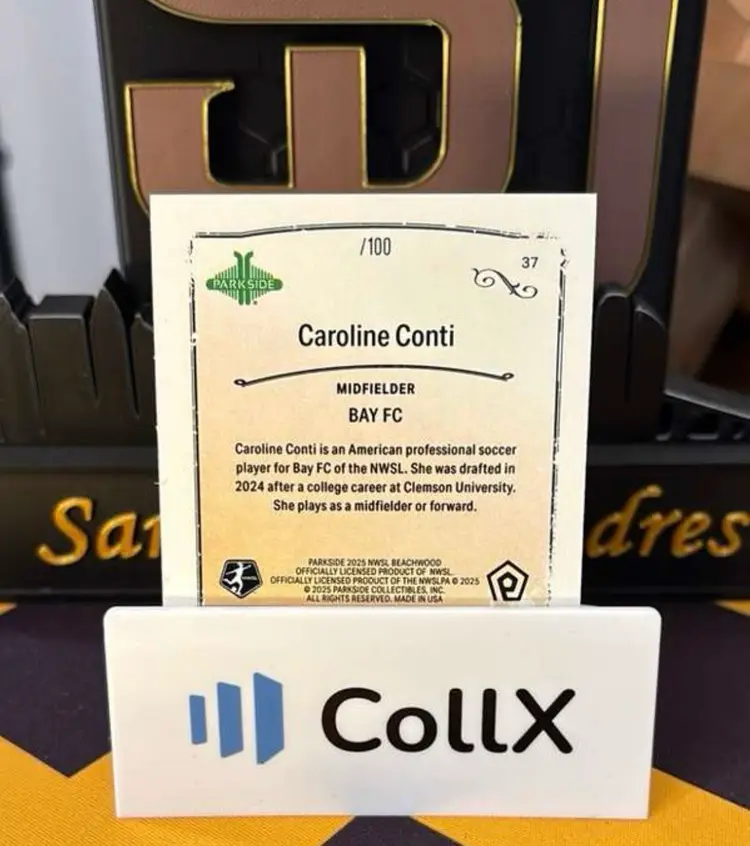 /100
37
PARKSIDE
Caroline Conti
MIDFIELDER
BAY FC
Caroline Conti is an American professional soccer
player for Bay FC of the NWSL. She was drafted in
2024 after a college career at Clemson University.
She plays as a midfielder or forward.
PARKSIDE 2025 NWSL BEACHWOOD
OFFICIALLY LICENSED PRODUCT OF NWSL.
OFFICIALLY LICENSED PRODUCT OF THE NWSLPA © 2025
© 2025 PARKSIDE COLLECTIBLES, INC.
ALL RIGHTS RESERVED. MADE IN USA
CollX